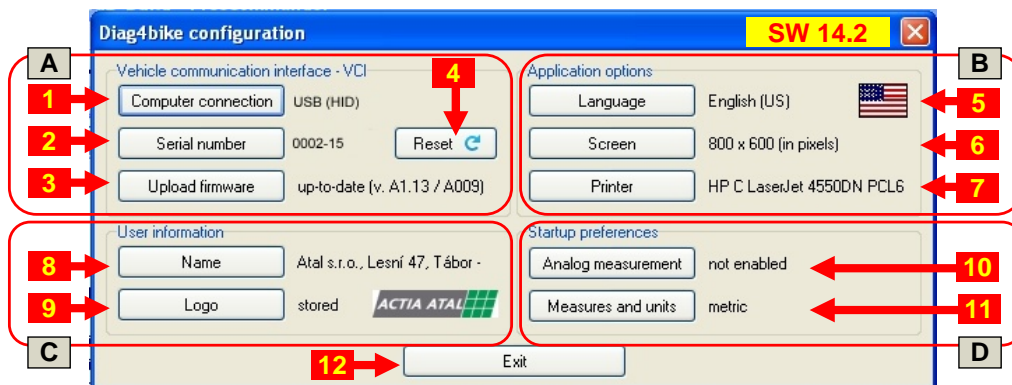 Diag4bike configuration
SW 14.2
A
Vehicle communication interface - VCI
4
Application options
B
1
Computer connection
USB (HID)
Language
English (US)
5
2
Serial number
0002-15
Reset
Screen
800 x 600 (in pixels)
6
3
Upload firmware
up-to-date (v. A1.13 / A009)
Printer
HP C LaserJet 4550DN PCL6
7
User information
Startup preferences
8
Name
Atal s.r.o., Lesní 47, Tábor -
Analog measurement
not enabled
10
9
Logo
stored
ACTIA ATAL
Measures and units
metric
11
C
D
12
Exit